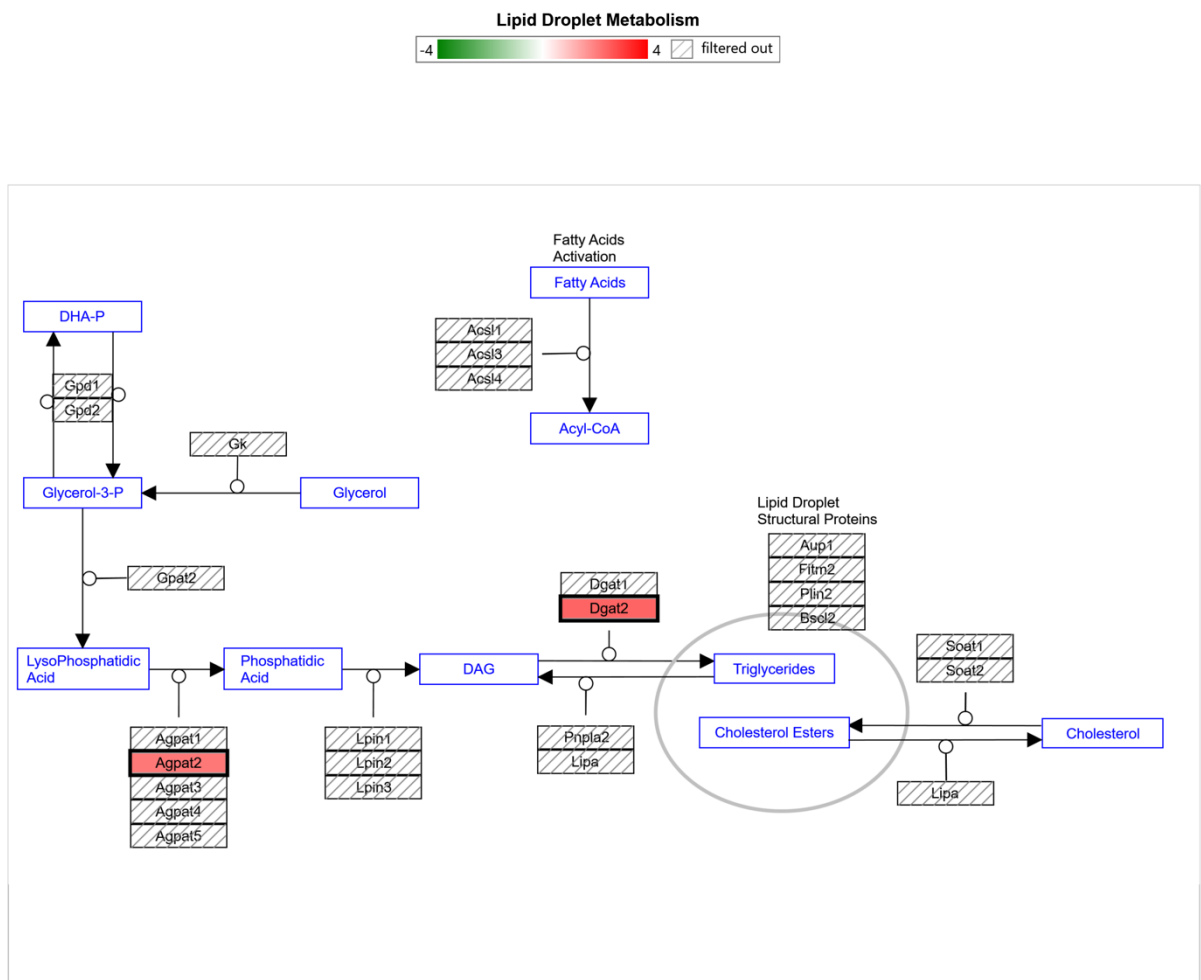 Lipid Droplet Metabolism
-4 4 filtered out
Fatty Acids
Activation
Fatty Acids
DHA-P
Acsl1
Acsl3
Acsl4
Gpd1
Gpd2
Acyl-CoA
Gk
Glycerol-3-P
Glycerol
Lipid Droplet
Structural Proteins
Aup1
Fitm2
Plin2
Bscl2
Gpat2
Dgat1
Dgat2
LysoPhosphatidic
Acid
Phosphatidic
Acid
DAG
Triglycerides
Soat1
Soat2
Agpat1
Agpat2
Agpat3
Agpat4
Agpat5
Lpin1
Lpin2
Lpin3
Pnpla2
Lipa
Cholesterol Esters
Cholesterol
Lipa